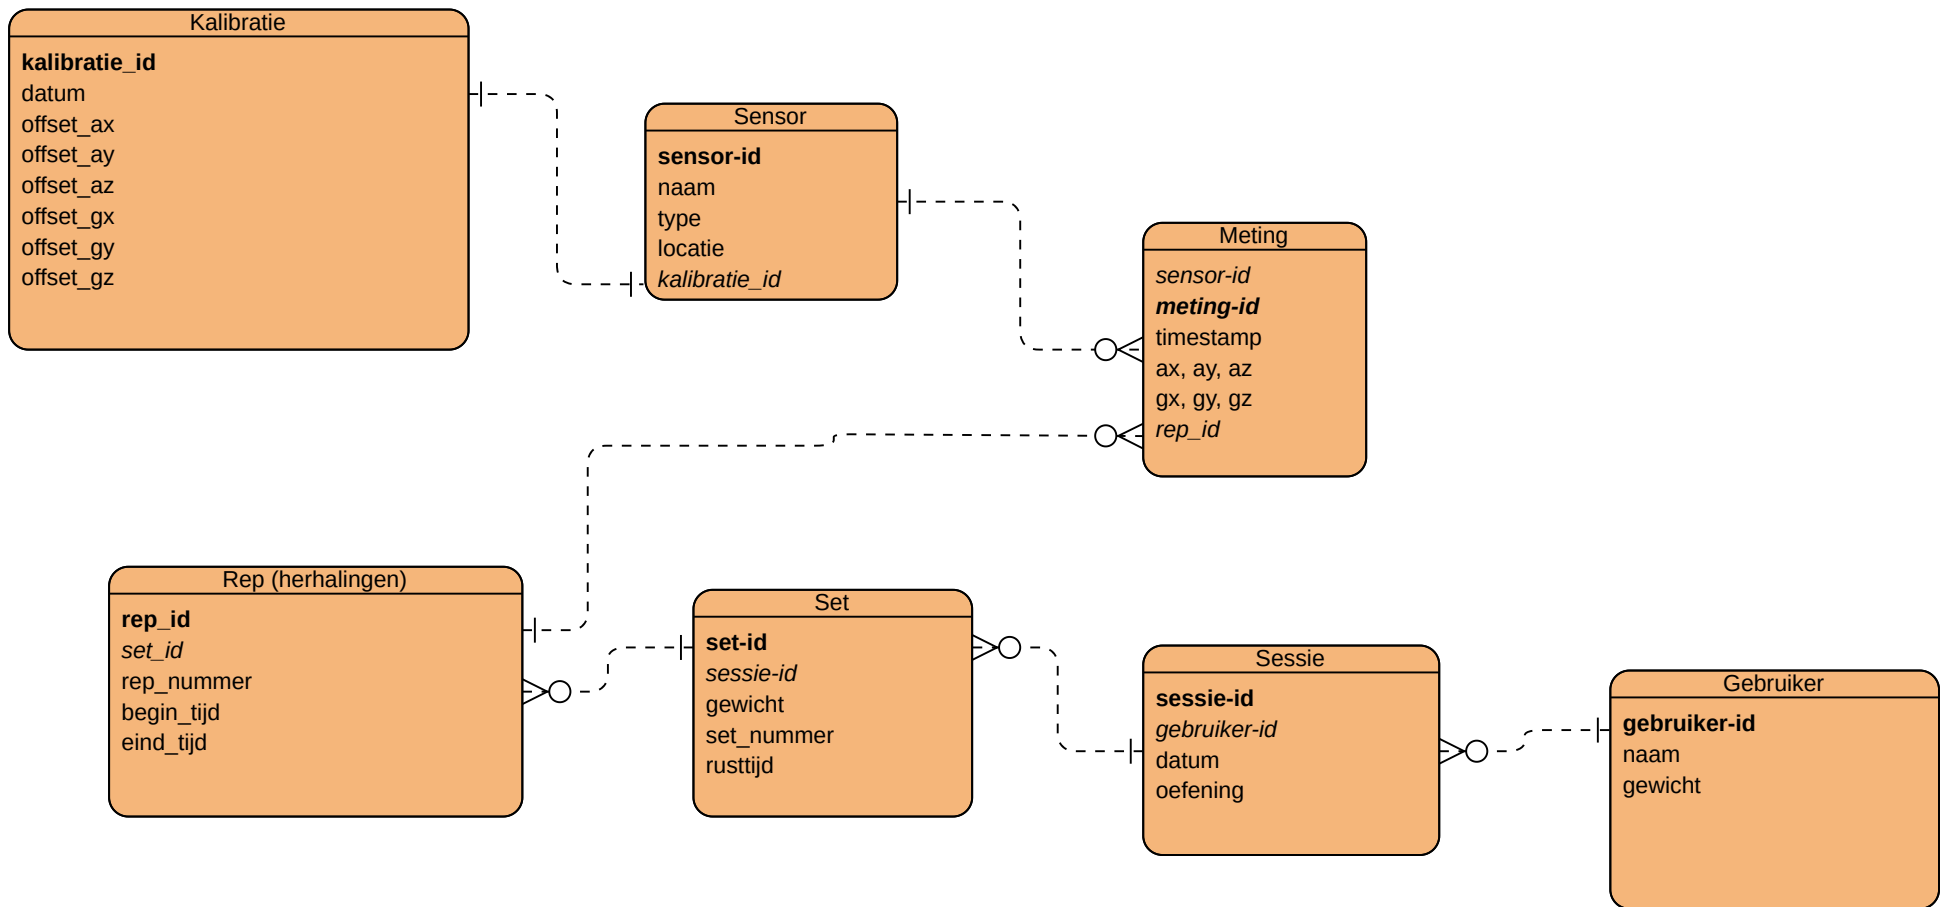 Kalibratie
kalibratie_id
datum
offset_ax
offset_ay
offset_az
offset_gx
offset_gy
offset_gz
Sensor
sensor-id
naam
type
locatie
kalibratie_id
Meting
sensor-id
meting-id
timestamp
ax, ay, az
gx, gy, gz
rep_id
Rep (herhalingen)
rep_id
set_id
rep_nummer
begin_tijd
eind_tijd
Set
set-id
sessie-id
gewicht
set_nummer
rusttijd
Sessie
sessie-id
gebruiker-id
datum
oefening
Gebruiker
gebruiker-id
naam
gewicht